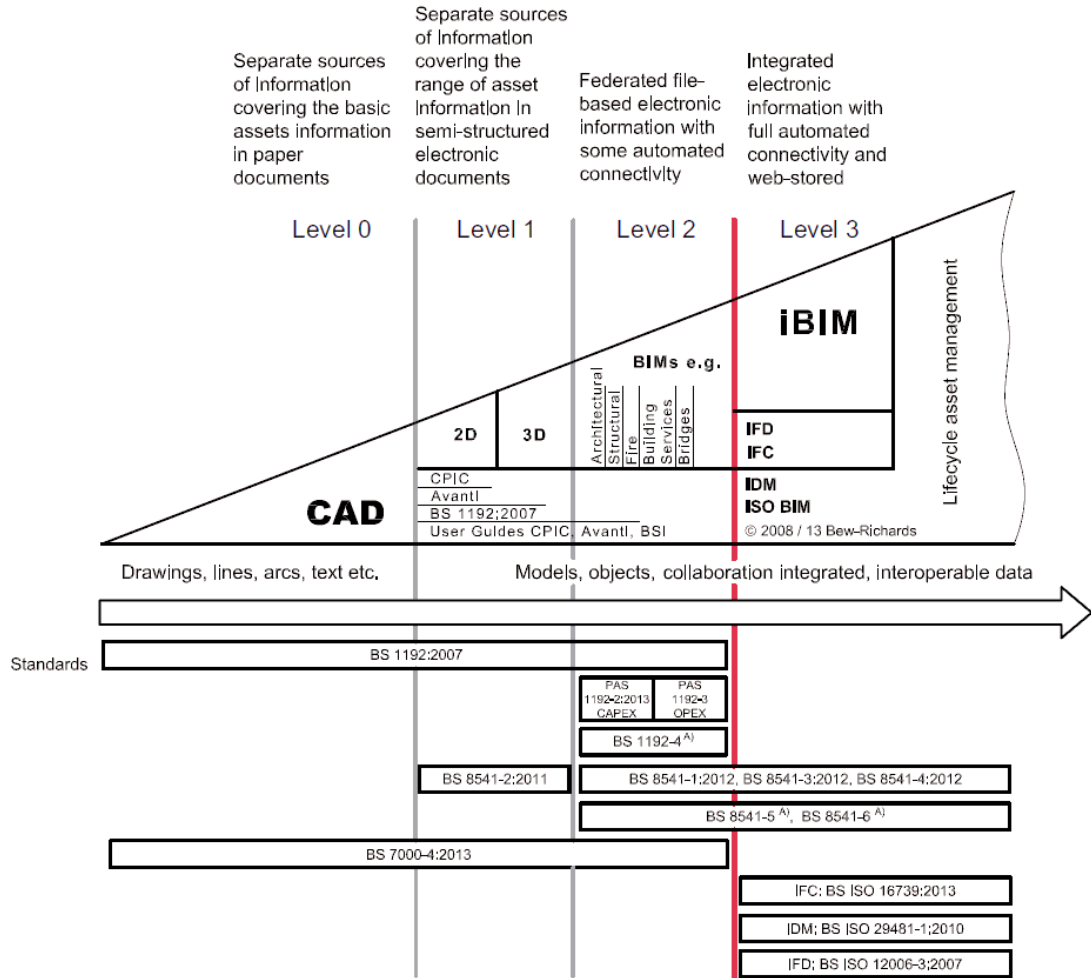 Separate sources
of information
covering the basic
assets information
in paper
documents
Separate sources
of information
covering the
range of asset
information in
semi-structured
electronic
documents
Federated file-
based electronic
information with
some automated
connectivity
Integrated
electronic
information with
full automated
connectivity and
web-stored
Level 0
Level 1
Level 2
Level 3
iBIM
BIMs e.g.
2D
3D
Architectural
Structural
Fire
Building
Services
Bridges
IFD
IFC
Lifecycle asset management
CAD
CPIC
Avanti
BS 1192:2007
User Guides CPIC, Avanti, BSI
IDM
ISO BIM
© 2008 / 13 Bew-Richards
Drawings, lines, arcs, text etc.
Models, objects, collaboration integrated, interoperable data
Standards
BS 1192:2007
PAS
1192-2:2013
CAPEX
PAS
1192-3
OPEX
BS 1192-4 A)
BS 8541-2:2011
BS 8541-1:2012, BS 8541-3:2012, BS 8541-4:2012
BS 8541-5 A), BS 8541-6 A)
BS 7000-4:2013
IFC: BS ISO 16739:2013
IDM: BS ISO 29481-1:2010
IFD: BS ISO 12006-3:2007